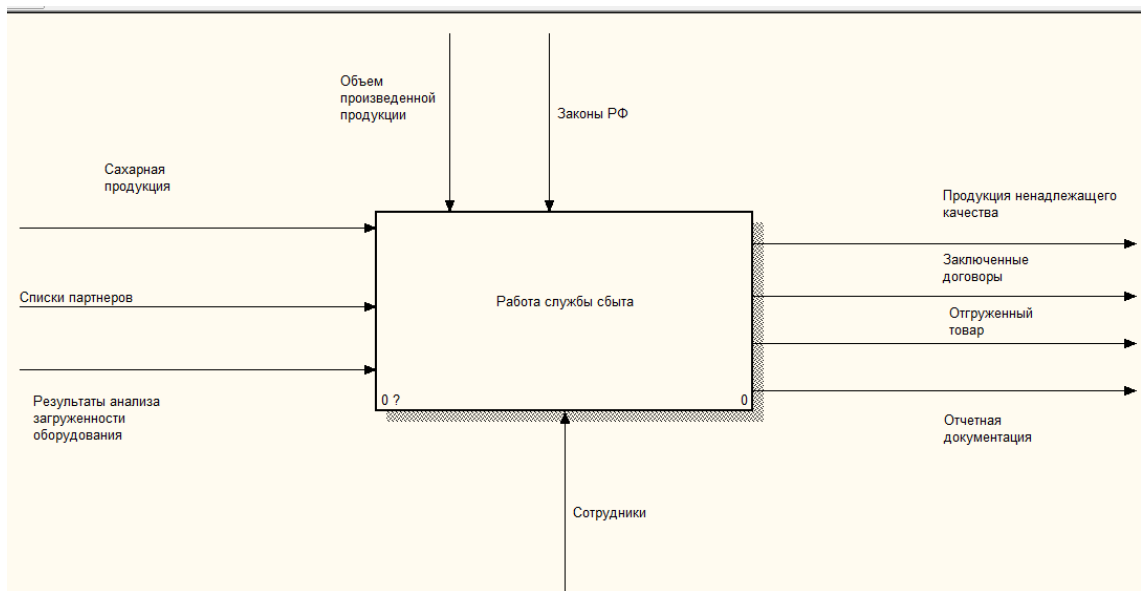 Объем
произведенной
продукции
Законы РФ
Сахарная
продукция
Продукция ненадлежащего
качества
Заключенные
договоры
Списки партнеров
Работа службы сбыта
Отгруженный
товар
Результаты анализа
загруженности
оборудования
0 ?
0
Отчетная
документация
Сотрудники